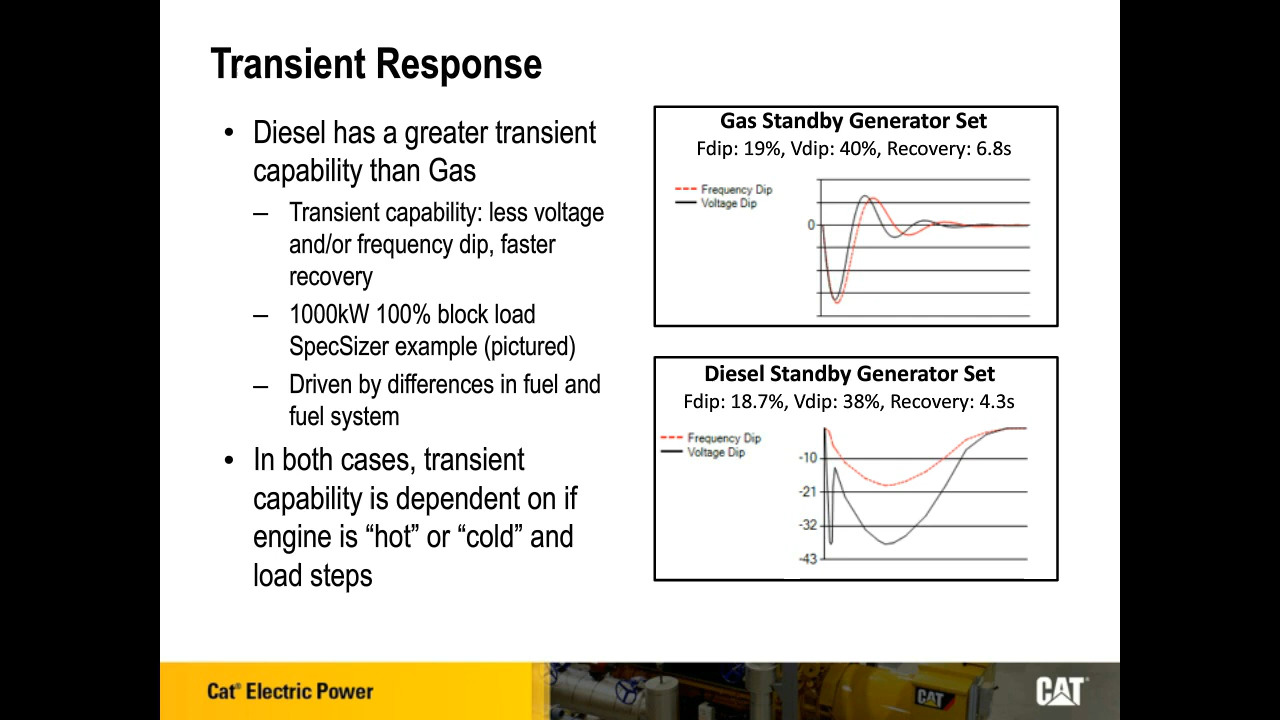 Transient Response
• Diesel has a greater transient
capability than Gas
– Transient capability: less voltage
and/or frequency dip, faster
recovery
– 1000kW 100% block load
SpecSizer example (pictured)
– Driven by differences in fuel and
fuel system
• In both cases, transient
capability is dependent on if
engine is “hot” or “cold” and
load steps
Gas Standby Generator Set
Fdip: 19%, Vdip: 40%, Recovery: 6.8s
Frequency Dip
Voltage Dip
0
Diesel Standby Generator Set
Fdip: 18.7%, Vdip: 38%, Recovery: 4.3s
Frequency Dip
Voltage Dip
-10
-21
-32
-43
Cat® Electric Power
CAT
CAT